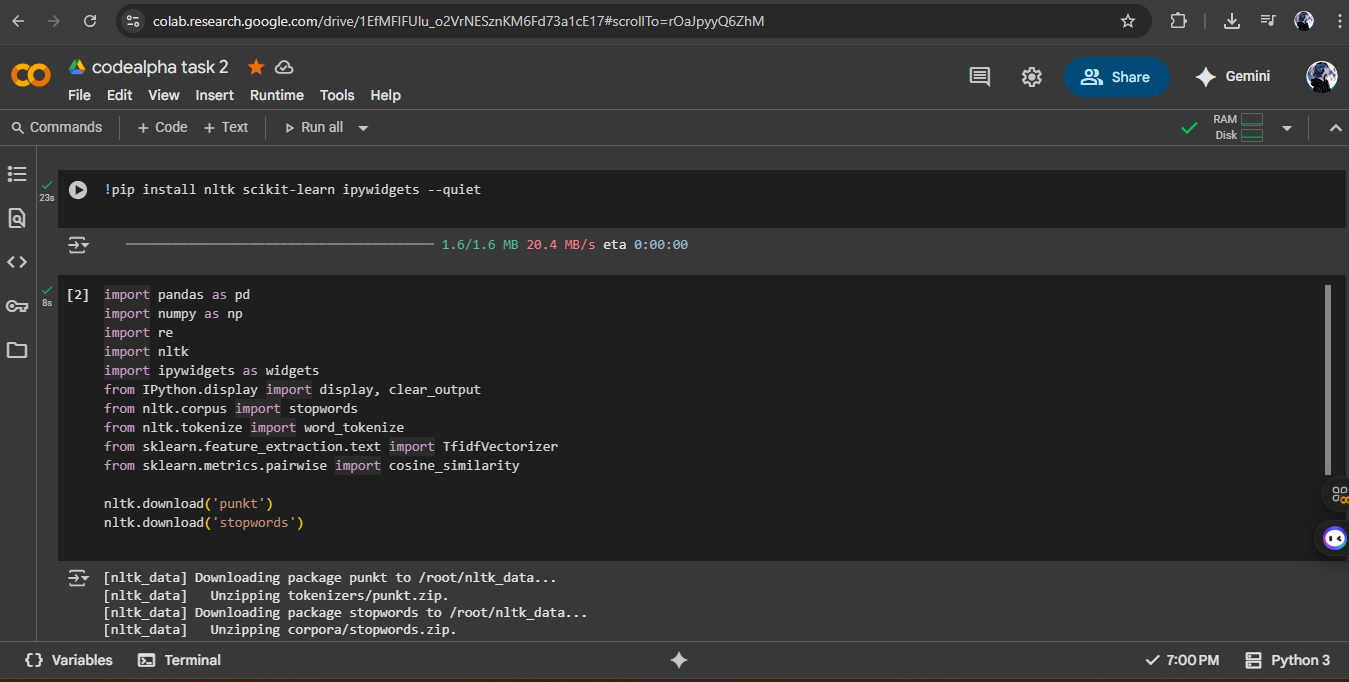 colab.research.google.com/drive/1EfMFIFUIu_o2VrNESznKM6Fd73a1cE17#scrollTo=rOaJpyyQ6ZhM
codealpha task 2
File Edit View Insert Runtime Tools Help
Share
Gemini
Commands + Code + Text Run all
RAM
Disk
23s
!pip install nltk scikit-learn ipywidgets --quiet
1.6/1.6 MB 20.4 MB/s eta 0:00:00
8s
[2] import pandas as pd
import numpy as np
import re
import nltk
import ipywidgets as widgets
from IPython.display import display, clear_output
from nltk.corpus import stopwords
from nltk.tokenize import word_tokenize
from sklearn.feature_extraction.text import TfidfVectorizer
from sklearn.metrics.pairwise import cosine_similarity
nltk.download('punkt')
nltk.download('stopwords')
[nltk_data] Downloading package punkt to /root/nltk_data...
[nltk_data]   Unzipping tokenizers/punkt.zip.
[nltk_data] Downloading package stopwords to /root/nltk_data...
[nltk_data]   Unzipping corpora/stopwords.zip.
{} Variables Terminal 7:00 PM Python 3